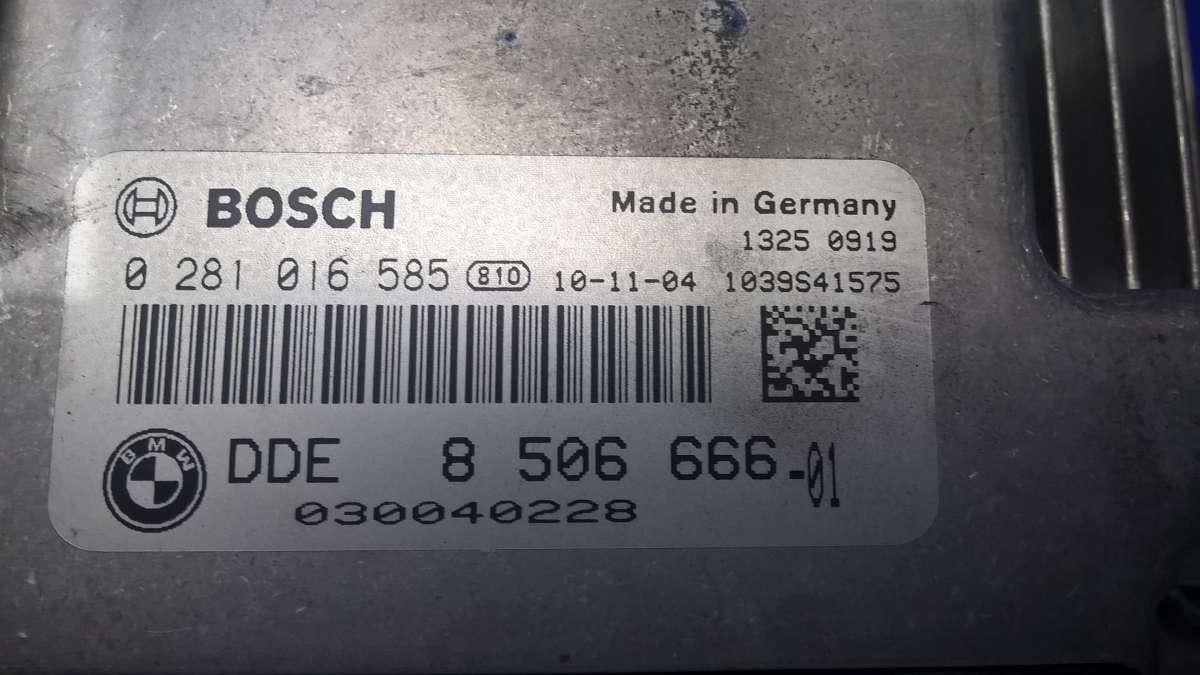 BOSCH
Made in Germany
1325 0919
0 281 016 585 810 10-11-04 1039S41575
BMW
DDE 8 506 666-01
030040228